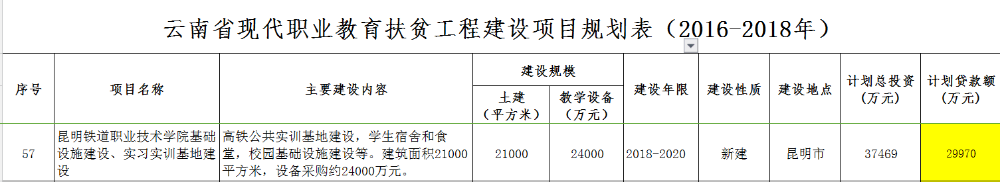 云南省现代职业教育扶贫工程建设项目规划表（2016-2018年）
序号
项目名称
主要建设内容
建设规模
土建
（平方米）
教学设备
（万元）
建设年限
建设性质
建设地点
计划总投资
(万元)
计划贷款额
(万元)
57
昆明铁道职业技术学院基础
设施建设、实习实训基地建
设
高铁公共实训基地建设，学生宿舍和食
堂，校园基础设施建设等。建筑面积21000
平方米，设备采购约24000万元。
21000
24000
2018-2020
新建
昆明市
37469
29970